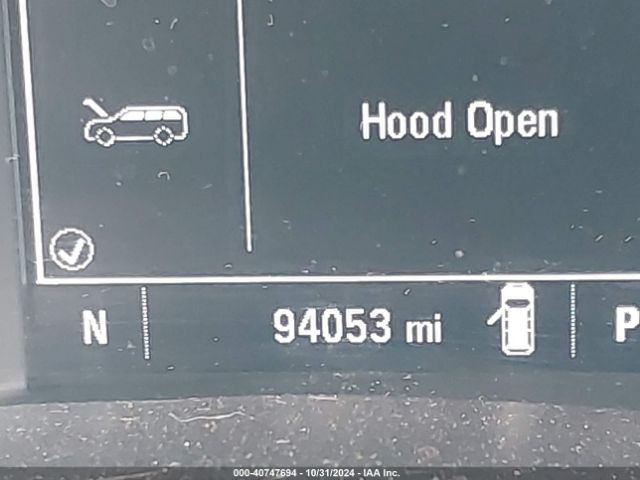 Hood Open
N 94053 mi P
000-40747694 - 10/31/2024 - IAA Inc.